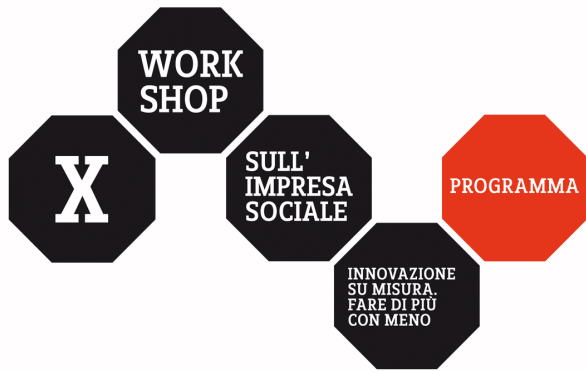 X
WORK
SHOP
SULL'
IMPRESA
SOCIALE
INNOVAZIONE
SU MISURA.
FARE DI PIÙ
CON MENO
PROGRAMMA